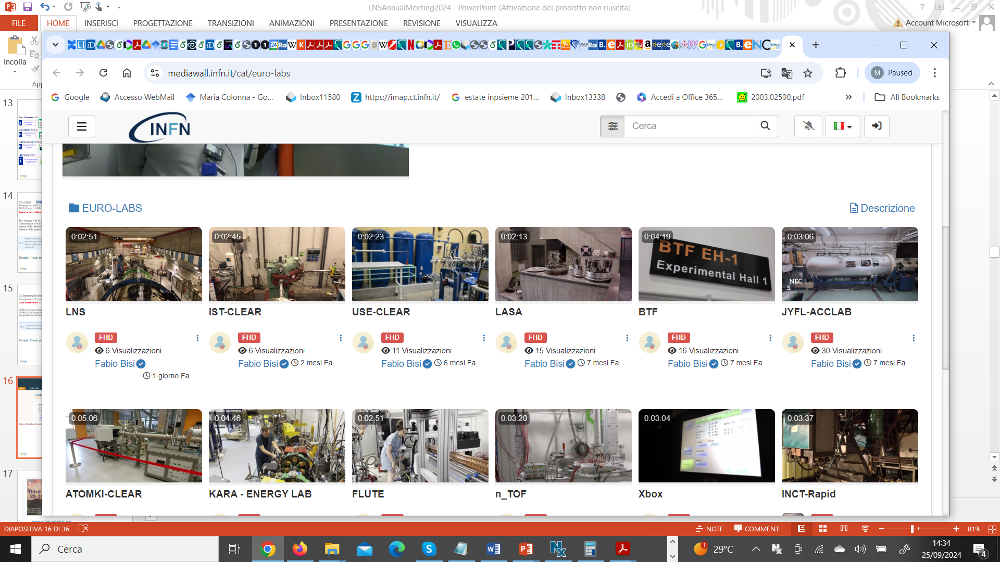 LNSAnnualMeeting2024 - PowerPoint (Attivazione del prodotto non riuscita)
FILE HOME INSERISCI PROGETTAZIONE TRANSIZIONI ANIMAZIONI PRESENTAZIONE REVISIONE VISUALIZZA Account Microsoft
Incolla
mediawall.infn.it/cat/euro-labs
M Paused
Google Accesso WebMail Maria Colonna - Go... Inbox11580 https://imap.ct.infn.it/ estate inpsieme 201... Inbox13338 Accedi a Office 365... 2003.02500.pdf All Bookmarks
INFN Cerca
EURO-LABS Descrizione
0:02:51 0:02:45 0:02:23 0:02:13 0:04:19 0:03:06
BTF EH-1
Experimental Hall 1
NEC
S
LNS IST-CLEAR USE-CLEAR LASA BTF JYFL-ACCLAB
FHD FHD FHD FHD FHD FHD
6 Visualizzazioni 6 Visualizzazioni 11 Visualizzazioni 15 Visualizzazioni 16 Visualizzazioni 30 Visualizzazioni
Fabio Bisi Fabio Bisi 2 mesi Fa Fabio Bisi 6 mesi Fa Fabio Bisi 7 mesi Fa Fabio Bisi 7 mesi Fa Fabio Bisi 7 mesi Fa
1 giorno Fa
0:05:06 0:04:46 0:02:51 0:03:20 0:03:04 0:03:37
ATOMKI-CLEAR KARA - ENERGY LAB FLUTE n_TOF Xbox INCT-Rapid
13
14
15
16
17
Third
28-30
DIAPOSITIVA 16 DI 36 NOTE COMMENTI 81%
Cerca 29°C 14:34
25/09/2024 4